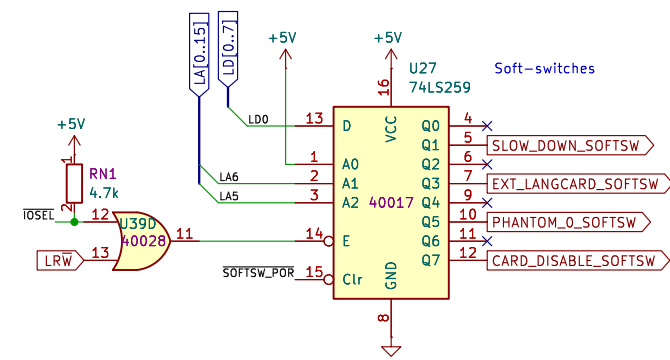 LA[0..15]
LD[0..7]
+5V
+5V
U27
74LS259
Soft-switches
16
VCC
LD0
13
D
Q0
4
Q1
5
SLOW_DOWN_SOFTSW
+5V
1
A0
Q2
6
1
RN1
4.7k
2
LA6
2
A1
Q3
7
EXT_LANGCARD_SOFTSW
LA5
3
A2
40017
Q4
9
IOSEL
12
U39D
40028
11
Q5
10
PHANTOM_0_SOFTSW
14
E
Q6
11
LRW
13
Q7
12
CARD_DISABLE_SOFTSW
SOFTSW_POR
15
Clr
GND
8